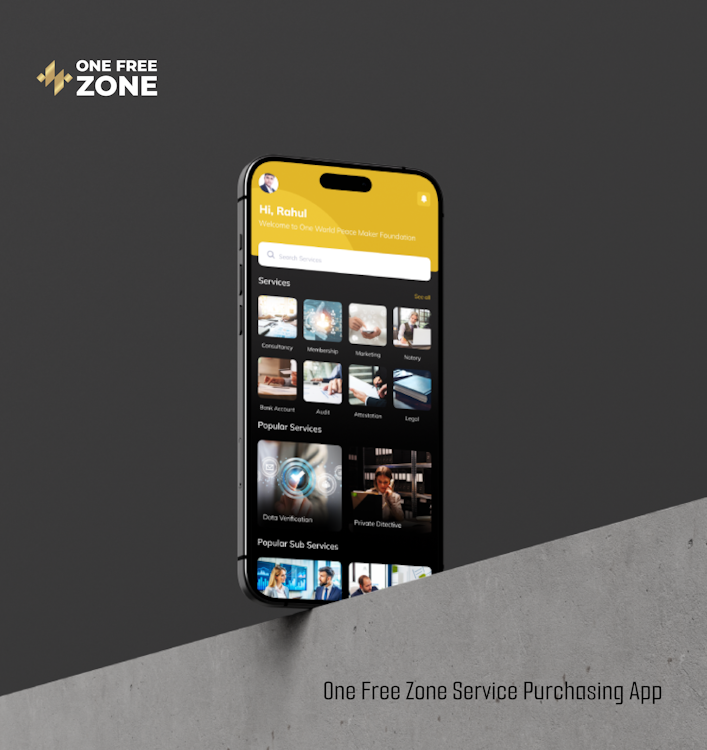 ONE FREE
ZONE
Hi, Rahul
Welcome to One World Peace Maker Foundation
Search Services
Services
See all
Consultancy Membership Marketing Notary
Bank Account Audit Attestation Legal
Popular Services
Data Verification Private Ditective
Popular Sub Services
One Free Zone Service Purchasing App